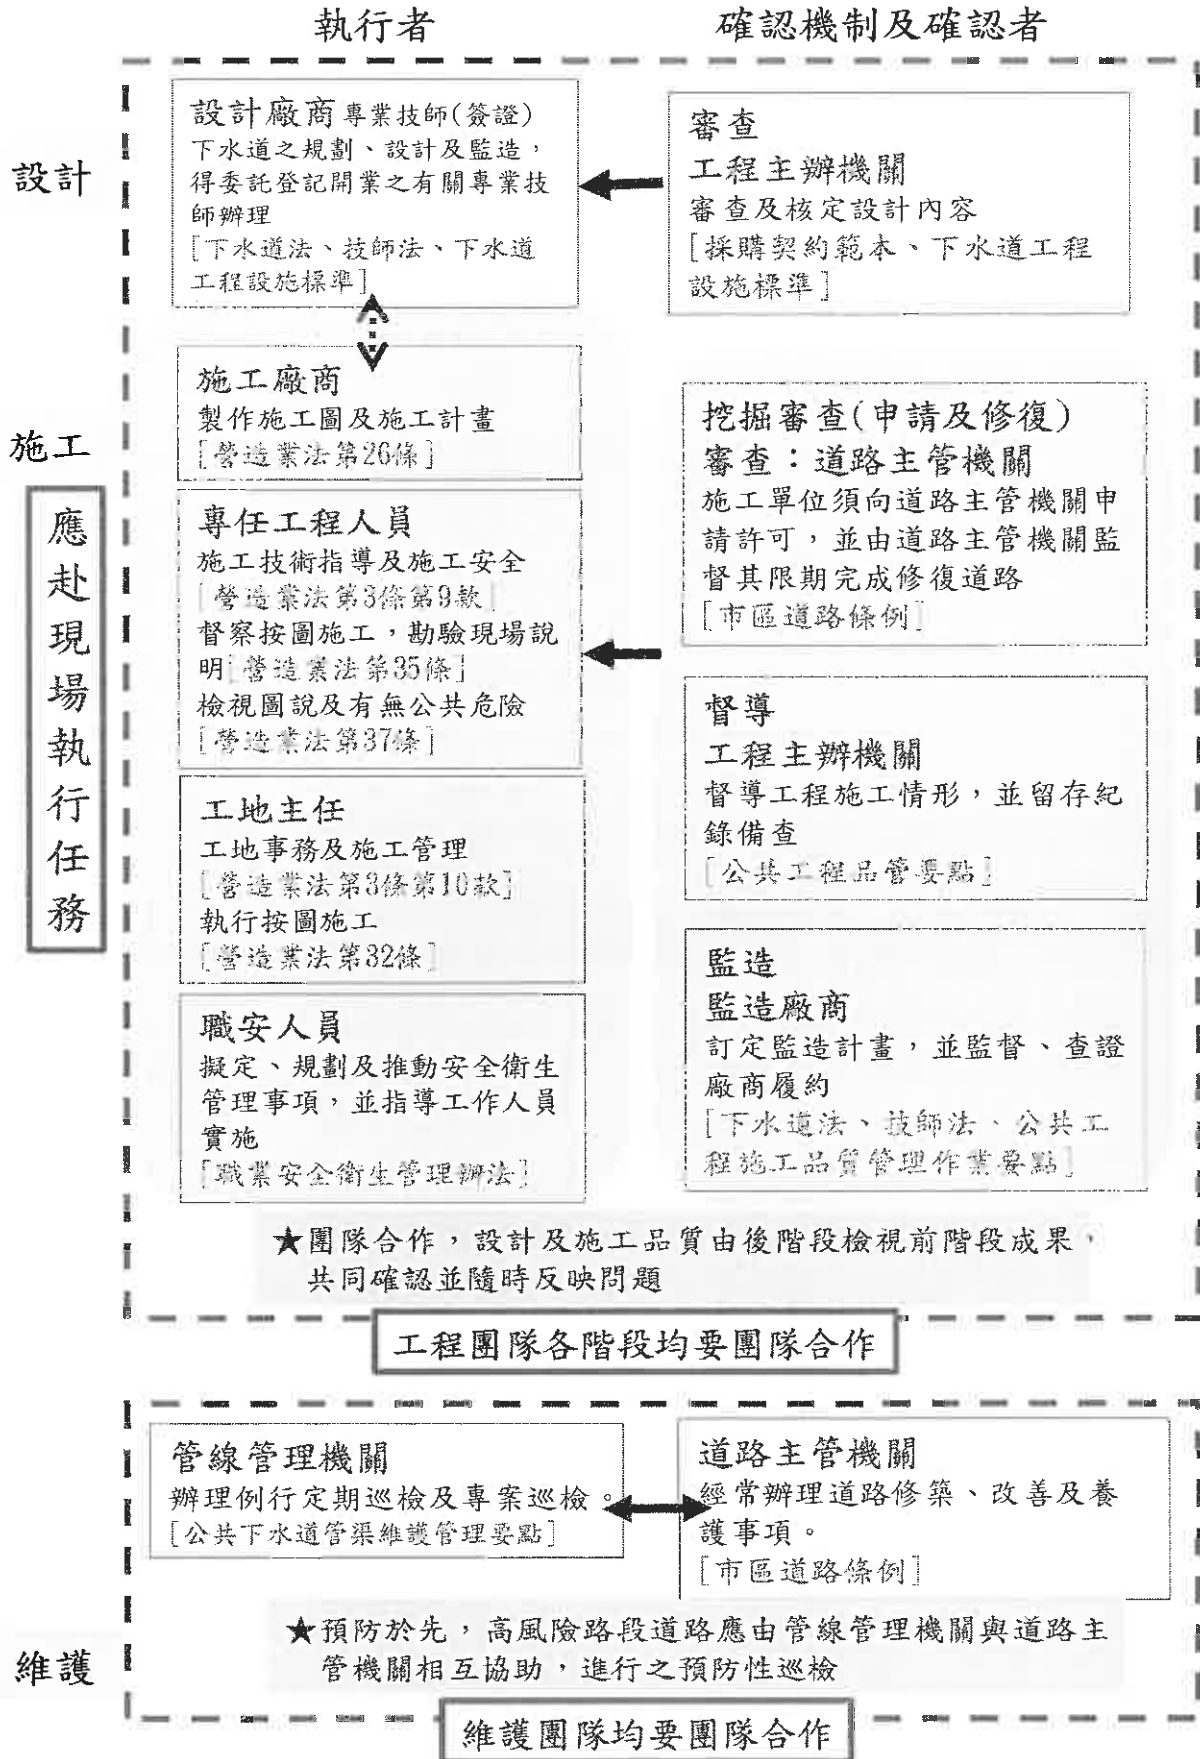 執行者
確認機制及確認者
設計
設計廠商專業技師(簽證)
下水道之規劃、設計及監造,
得委託登記開業之有關專業技
師辦理
[下水道法、技師法、下水道
工程設施標準]
審查
工程主辦機關
審查及核定設計內容
[採購契約範本、下水道工程
設施標準]
施工
應赴現場執行任務
施工廠商
製作施工圖及施工計畫
[營造業法第26條]
專任工程人員
施工技術指導及施工安全
[營造業法第3條第9款]
督察按圖施工,勘驗現場說
明[營造業法第35條]
檢視圖說及有無公共危險
[營造業法第37條]
工地主任
工地事務及施工管理
[營造業法第3條第10款]
執行按圖施工
[營造業法第32條]
職安人員
擬定、規劃及推動安全衛生
管理事項,並指導工作人員
實施
[職業安全衛生管理辦法]
挖掘審查(申請及修復)
審查:道路主管機關
施工單位須向道路主管機關申
請許可,並由道路主管機關監
督其限期完成修復道路
[市區道路條例]
督導
工程主辦機關
督導工程施工情形,並留存紀
錄備查
[公共工程品管要點]
監造
監造廠商
訂定監造計畫,並監督、查證
廠商履約
[下水道法、技師法、公共工
程施工品質管理作業要點]
★團隊合作,設計及施工品質由後階段檢視前階段成果,
共同確認並隨時反映問題
工程團隊各階段均要團隊合作
維護
管線管理機關
辦理例行定期巡檢及專案巡檢。
[公共下水道管渠維護管理要點]
道路主管機關
經常辦理道路修築、改善及養
護事項。
[市區道路條例]
★預防於先,高風險路段道路應由管線管理機關與道路主
管機關相互協助,進行之預防性巡檢
維護團隊均要團隊合作